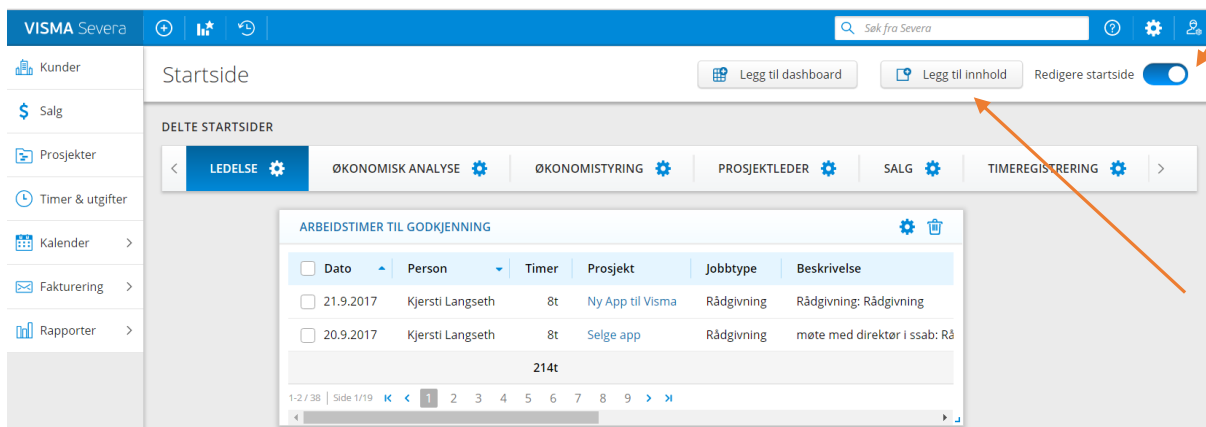 VISMA Severa Søk fra Severa
Kunder
Salg
Prosjekter
Timer & utgifter
Kalender
Fakturering
Rapporter
Startside Legg til dashboard Legg til innhold Redigere startside
DELTE STARTSIDER
LEDELSE ØKONOMISK ANALYSE ØKONOMISTYRING PROSJEKTLEDER SALG TIMEREGISTRERING
ARBEIDSTIMER TIL GODKJENNING
Dato Person Timer Prosjekt Jobbtype Beskrivelse
21.9.2017 Kjersti Langseth 8t Ny App til Visma Rådgivning Rådgivning: Rådgivning
20.9.2017 Kjersti Langseth 8t Selge app Rådgivning møte med direktør i ssab: Rå
214t
1-2 / 38 | Side 1/19 1 2 3 4 5 6 7 8 9